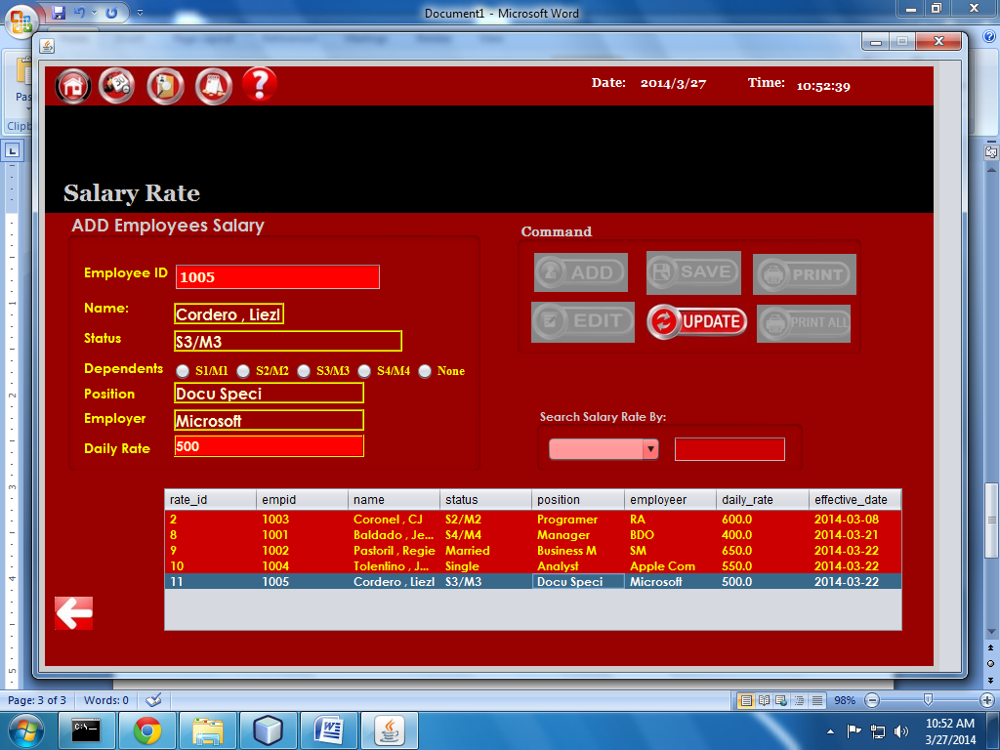 Document1 - Microsoft Word
Date: 2014/3/27 Time: 10:52:39
Salary Rate
ADD Employees Salary
Employee ID 1005
Name: Cordero , Liezl
Status S3/M3
Dependents S1/M1 S2/M2 S3/M3 S4/M4 None
Position Docu Speci
Employer Microsoft
Daily Rate 500
Command
ADD SAVE PRINT
EDIT UPDATE PRINT ALL
Search Salary Rate By:
rate_id empid name status position employeer daily_rate effective_date
2 1003 Coronel , CJ S2/M2 Programer RA 600.0 2014-03-08
8 1001 Baldado , Je... S4/M4 Manager BDO 400.0 2014-03-21
9 1002 Pastoril , Regie Married Business M SM 650.0 2014-03-22
10 1004 Tolentino , J... Single Analyst Apple Com 550.0 2014-03-22
11 1005 Cordero , Liezl S3/M3 Docu Speci Microsoft 500.0 2014-03-22
Pas
Clipb
L
1
2
3
4
5
Page: 3 of 3 Words: 0 98%
C:\_
10:52 AM
3/27/2014